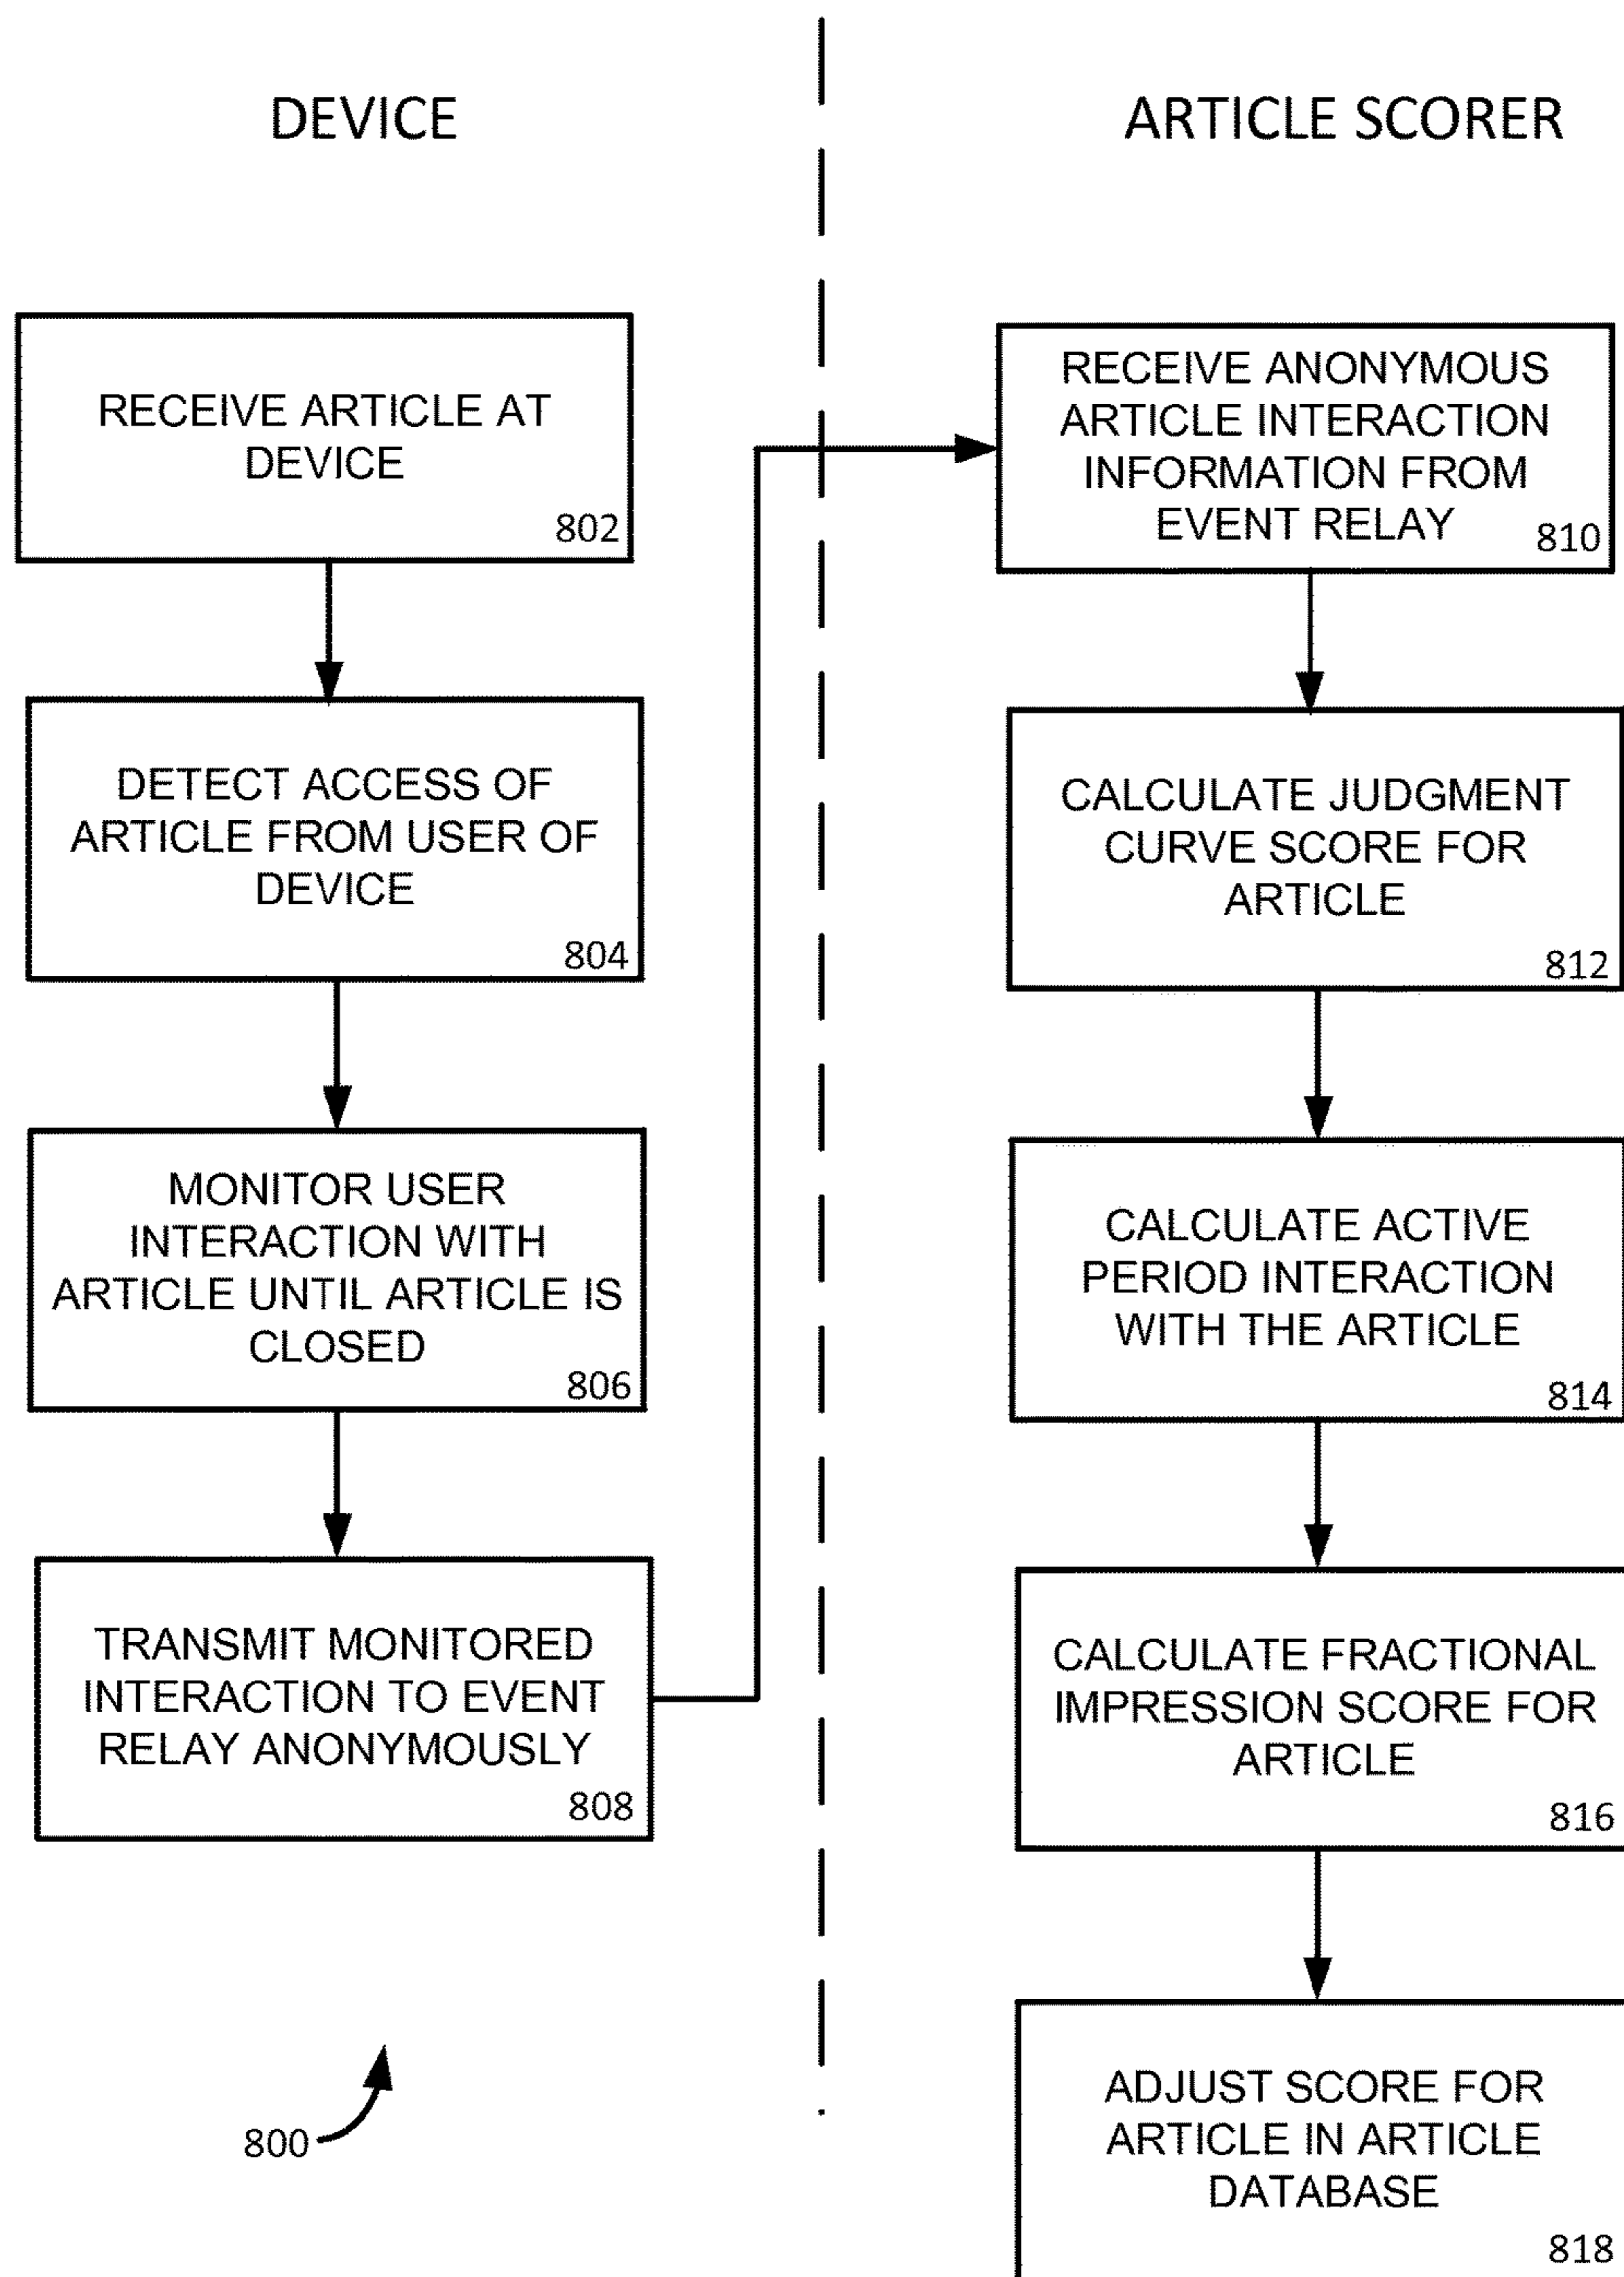 DEVICE
RECEIVE ARTICLE AT
DEVICE
802
DETECT ACCESS OF
ARTICLE FROM USER OF
DEVICE
804
MONITOR USER
INTERACTION WITH
ARTICLE UNTIL ARTICLE IS
CLOSED
806
TRANSMIT MONITORED
INTERACTION TO EVENT
RELAY ANONYMOUSLY
808
800
ARTICLE SCORER
RECEIVE ANONYMOUS
ARTICLE INTERACTION
INFORMATION FROM
EVENT RELAY
810
CALCULATE JUDGMENT
CURVE SCORE FOR
ARTICLE
812
CALCULATE ACTIVE
PERIOD INTERACTION
WITH THE ARTICLE
814
CALCULATE FRACTIONAL
IMPRESSION SCORE FOR
ARTICLE
816
ADJUST SCORE FOR
ARTICLE IN ARTICLE
DATABASE
818